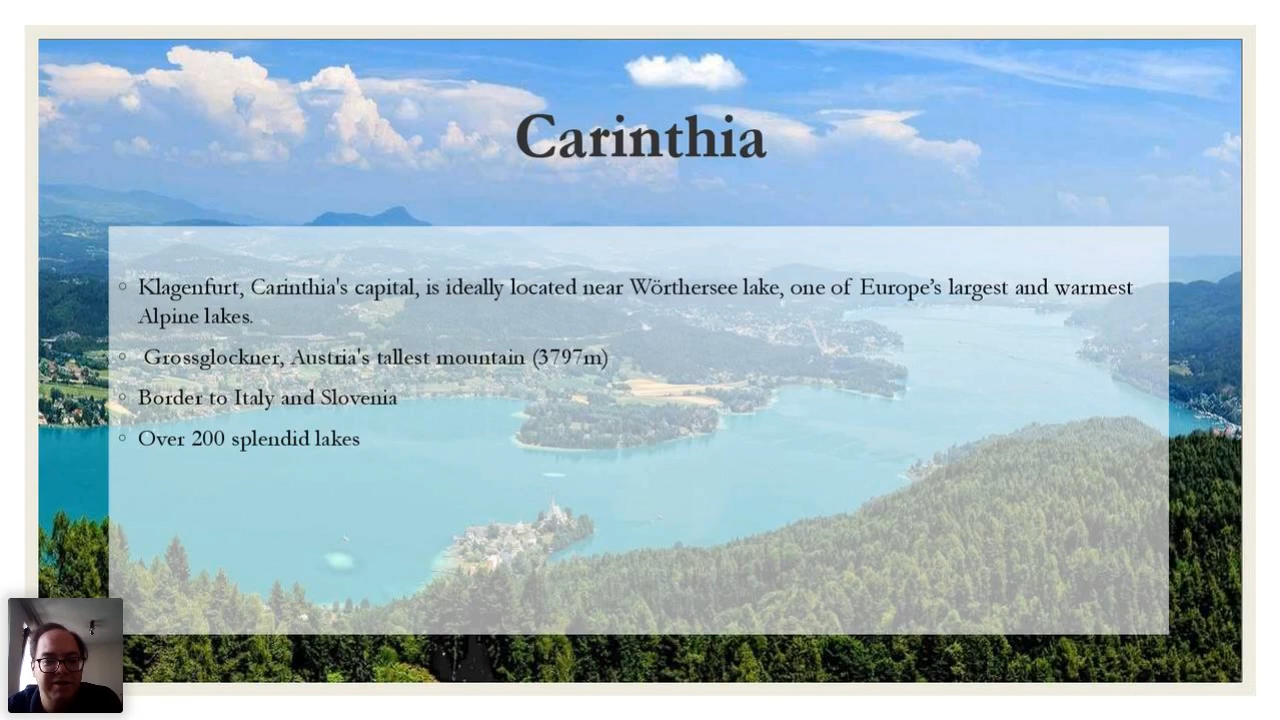 Carinthia
◦ Klagenfurt, Carinthia's capital, is ideally located near Wörthersee lake, one of Europe’s largest and warmest
Alpine lakes.
◦ Grossglockner, Austria's tallest mountain (3797m)
◦ Border to Italy and Slovenia
◦ Over 200 splendid lakes